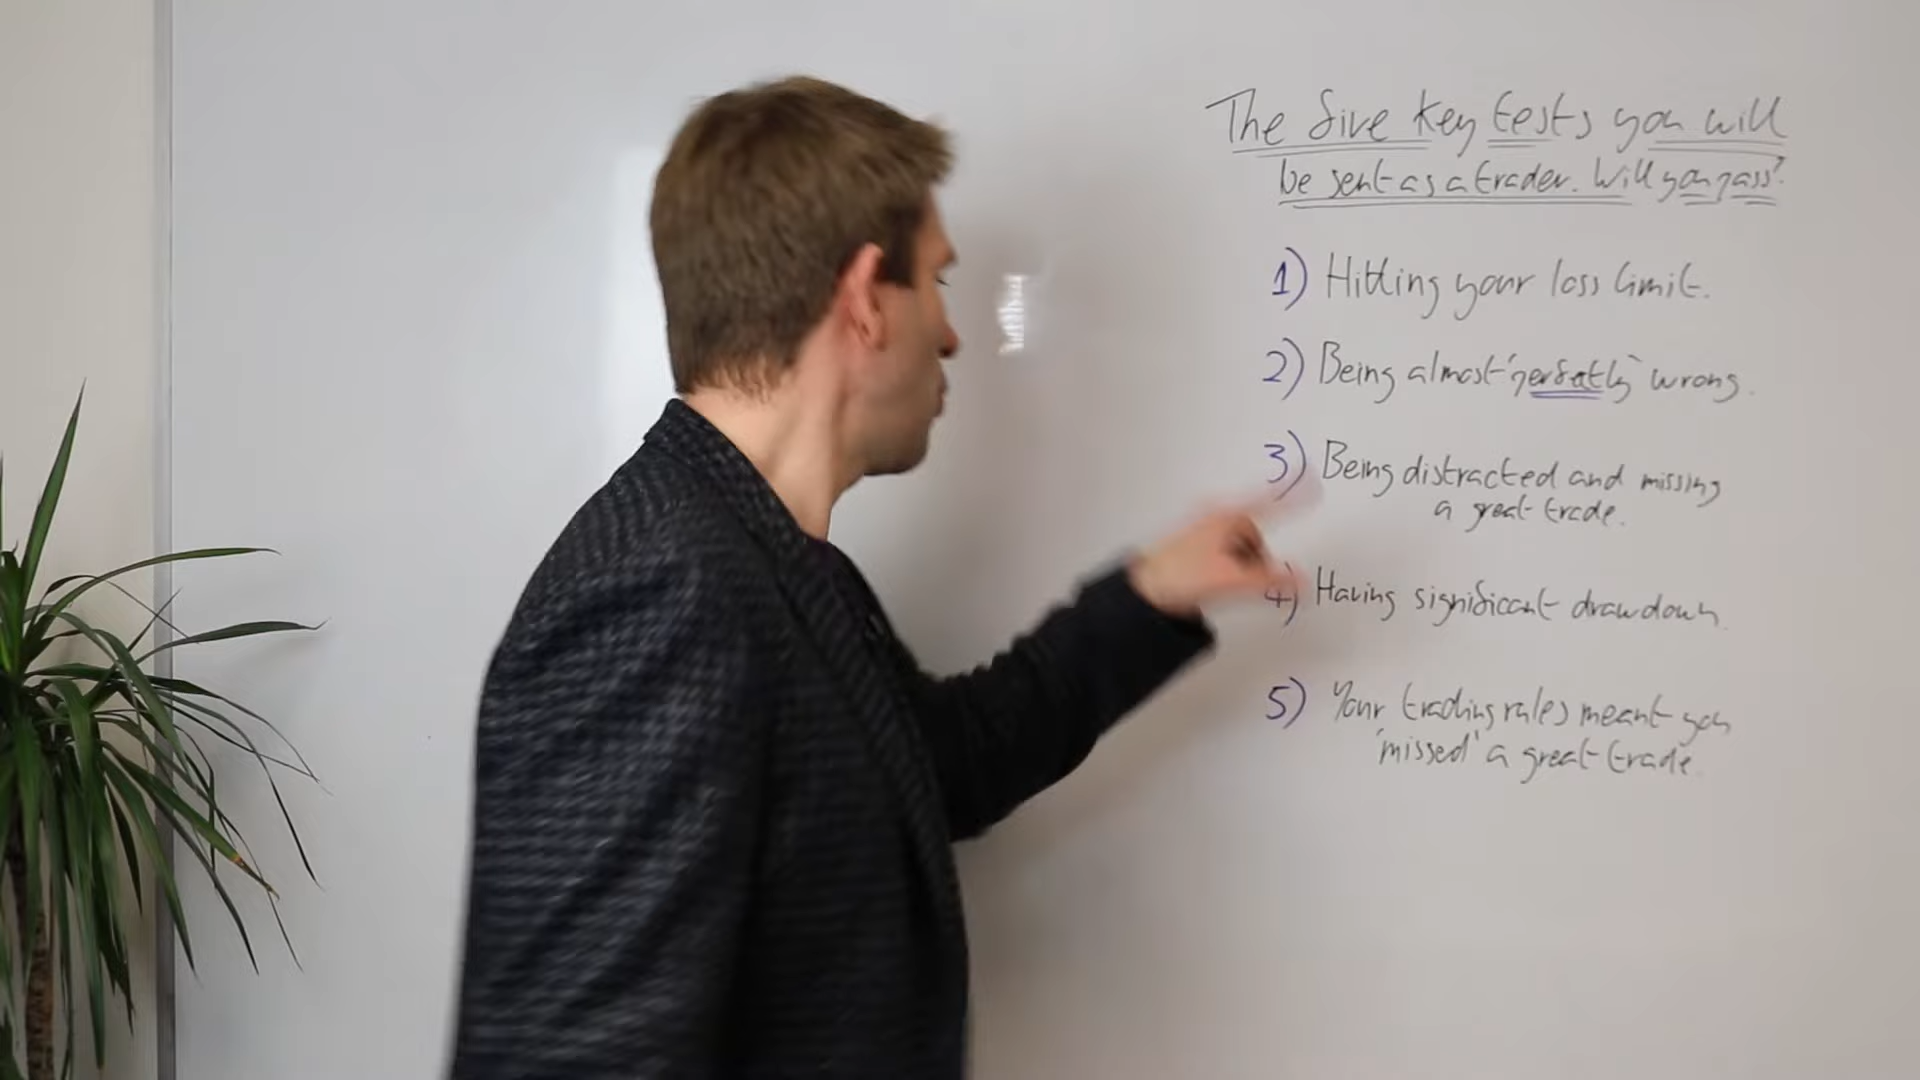 The five key tests you will
be sent as a trader. Will you pass?
1) Hitting your loss limit.
2) Being almost 'perfectly' wrong.
3) Being distracted and missing
a great trade.
4) Having significant drawdown.
5) Your trading rules meant you
'missed' a great trade.